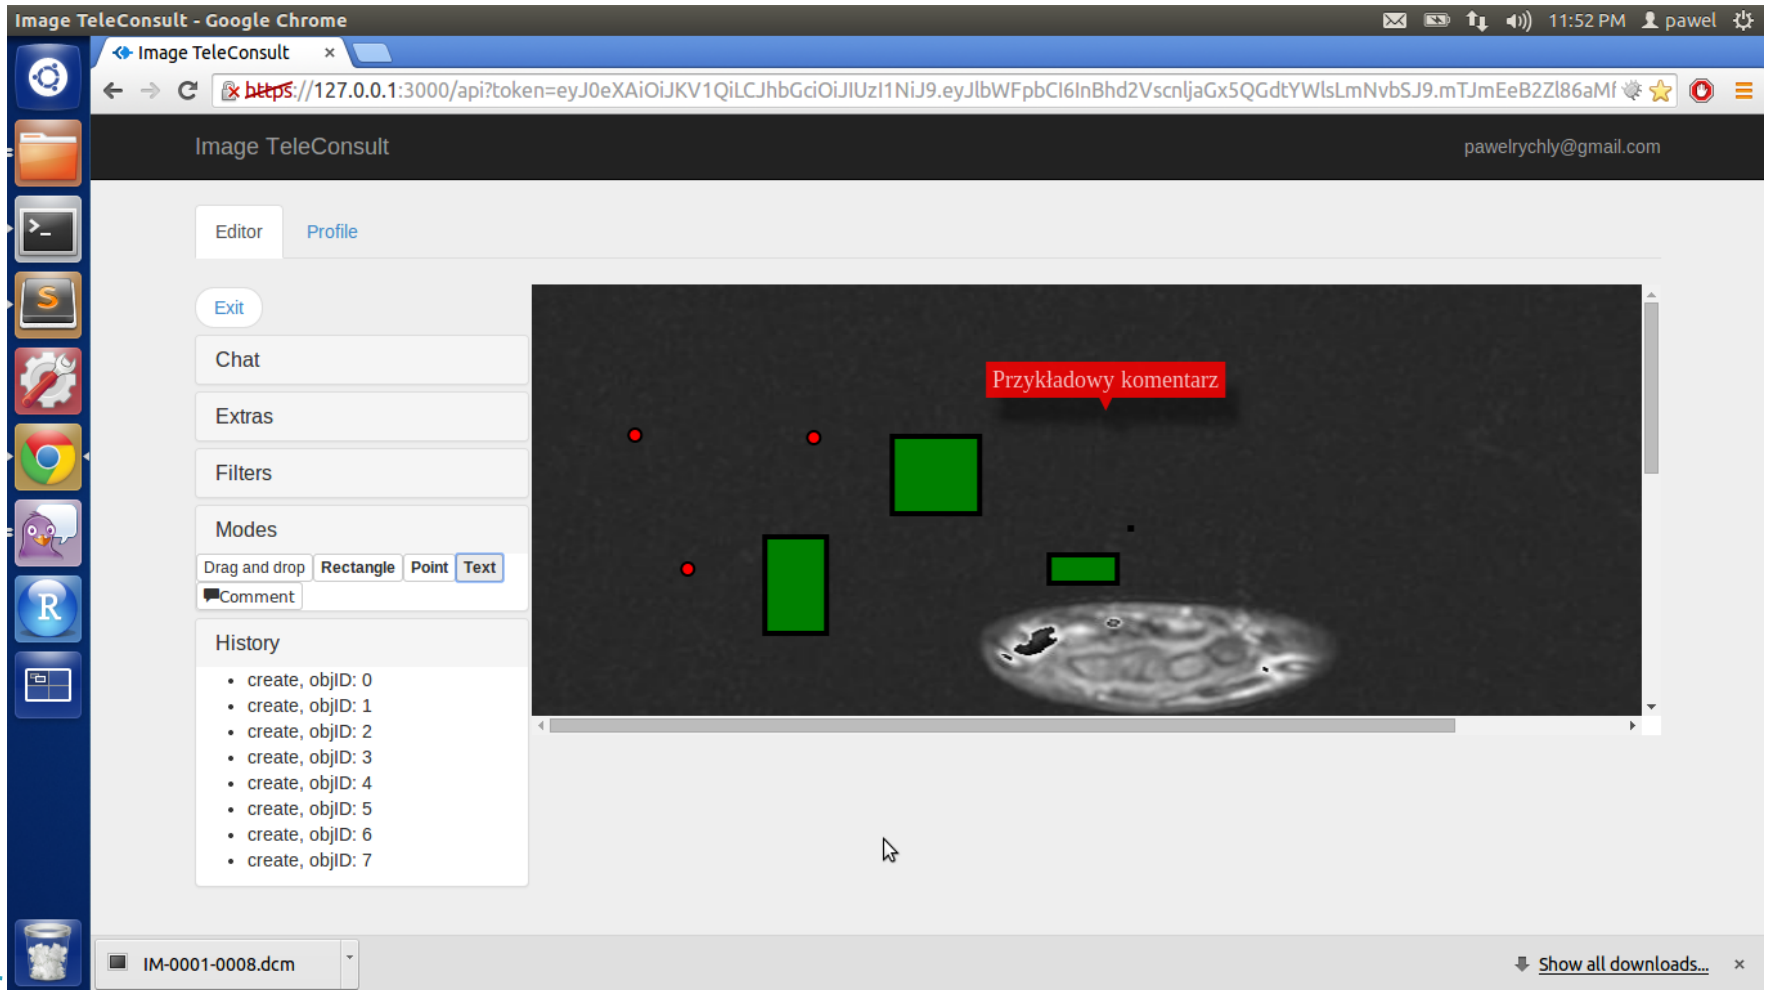 Image TeleConsult - Google Chrome
11:52 PM pawel
Image TeleConsult ×
https://127.0.0.1:3000/api?token=eyJ0eXAiOiJKV1QiLCJhbGciOiJIUzI1NiJ9.eyJlbWFpbCI6InBhd2VscnljaGx5QGdtYWlsLmNvbSJ9.mTJmEeB2Zl86aMf
Image TeleConsult
pawelrychly@gmail.com
Editor Profile
Exit
Chat
Extras
Filters
Modes
Drag and drop Rectangle Point Text
Comment
History
create, objID: 0
create, objID: 1
create, objID: 2
create, objID: 3
create, objID: 4
create, objID: 5
create, objID: 6
create, objID: 7
Przykładowy komentarz
IM-0001-0008.dcm
Show all downloads... ×